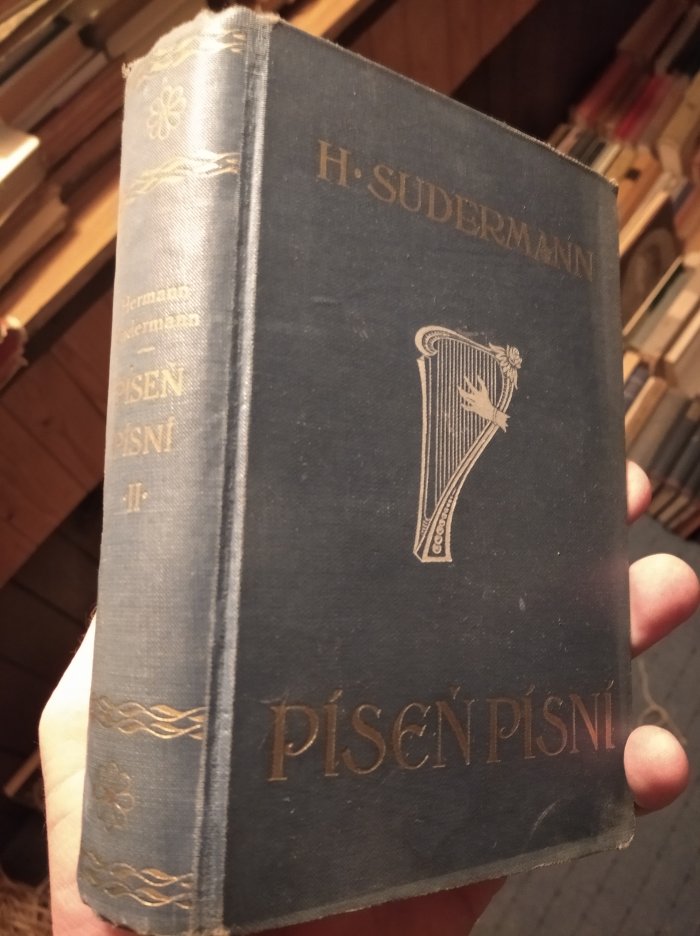 H. SUDERMANN
PÍSEŇ PÍSNÍ
Hermann
Sudermann
PÍSEŇ
PÍSNÍ
·II·